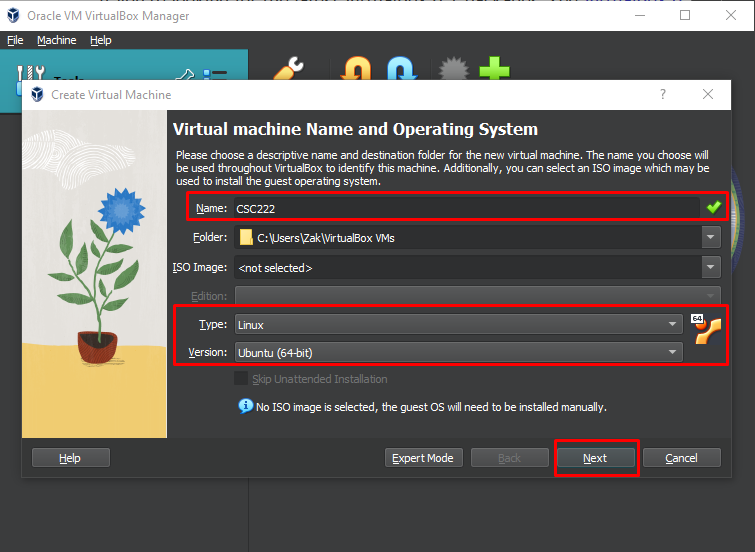 Oracle VM VirtualBox Manager
File Machine Help
Tools
Create Virtual Machine
?
Virtual machine Name and Operating System
Please choose a descriptive name and destination folder for the new virtual machine. The name you choose will
be used throughout VirtualBox to identify this machine. Additionally, you can select an ISO image which may be
used to install the guest operating system.
Name: CSC222
Folder: C:\Users\Zak\VirtualBox VMs
ISO Image: <not selected>
Edition:
Type: Linux
64
Version: Ubuntu (64-bit)
Skip Unattended Installation
No ISO image is selected, the guest OS will need to be installed manually.
Help Expert Mode Back Next Cancel